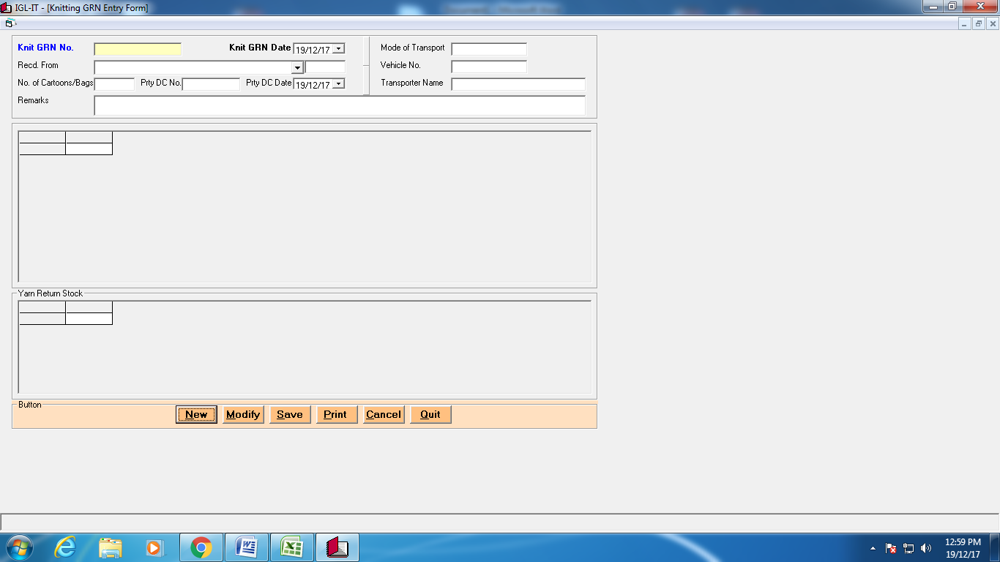 IGL-IT - [Knitting GRN Entry Form]
Knit GRN No. Knit GRN Date 19/12/17 Mode of Transport
Recd. From Vehicle No.
No. of Cartoons/Bags Prty DC No. Prty DC Date 19/12/17 Transporter Name
Remarks
Yarn Return Stock
Button
New Modify Save Print Cancel Quit
12:59 PM
19/12/17